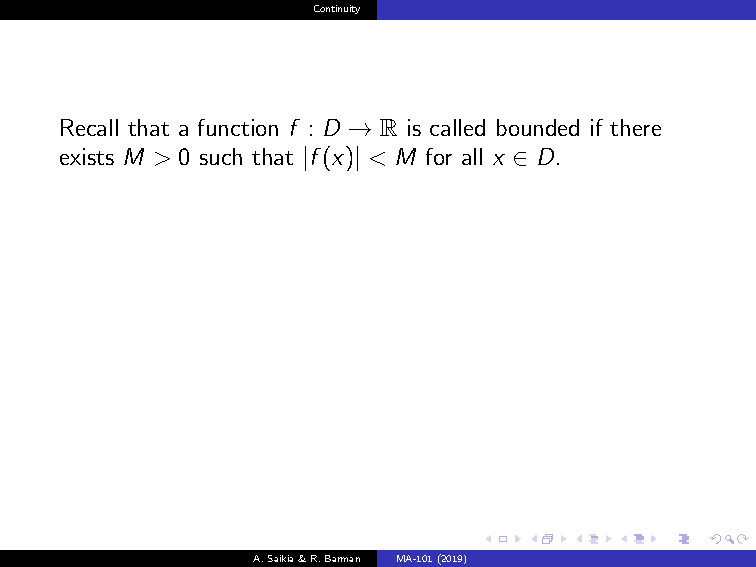 Continuity
Recall that a function f : D → ℝ is called bounded if there
exists M > 0 such that |f(x)| < M for all x ∈ D.
A. Saikia & R. Barman MA-101 (2019)